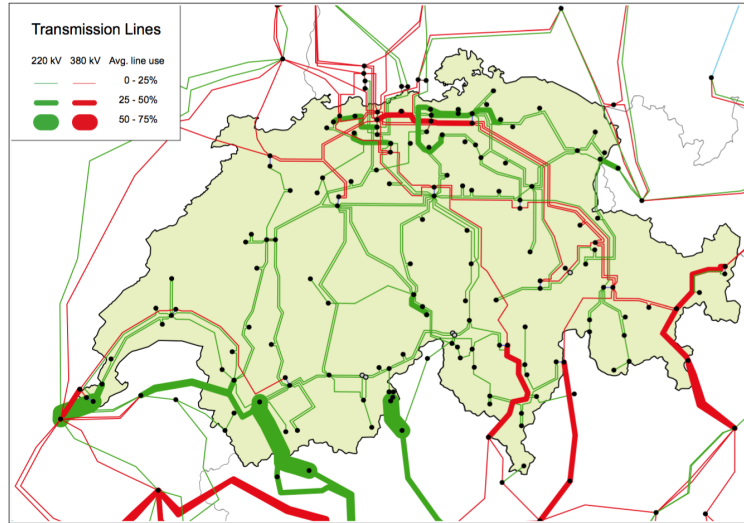 Transmission Lines
220 kV 380 kV Avg. line use
0 - 25%
25 - 50%
50 - 75%